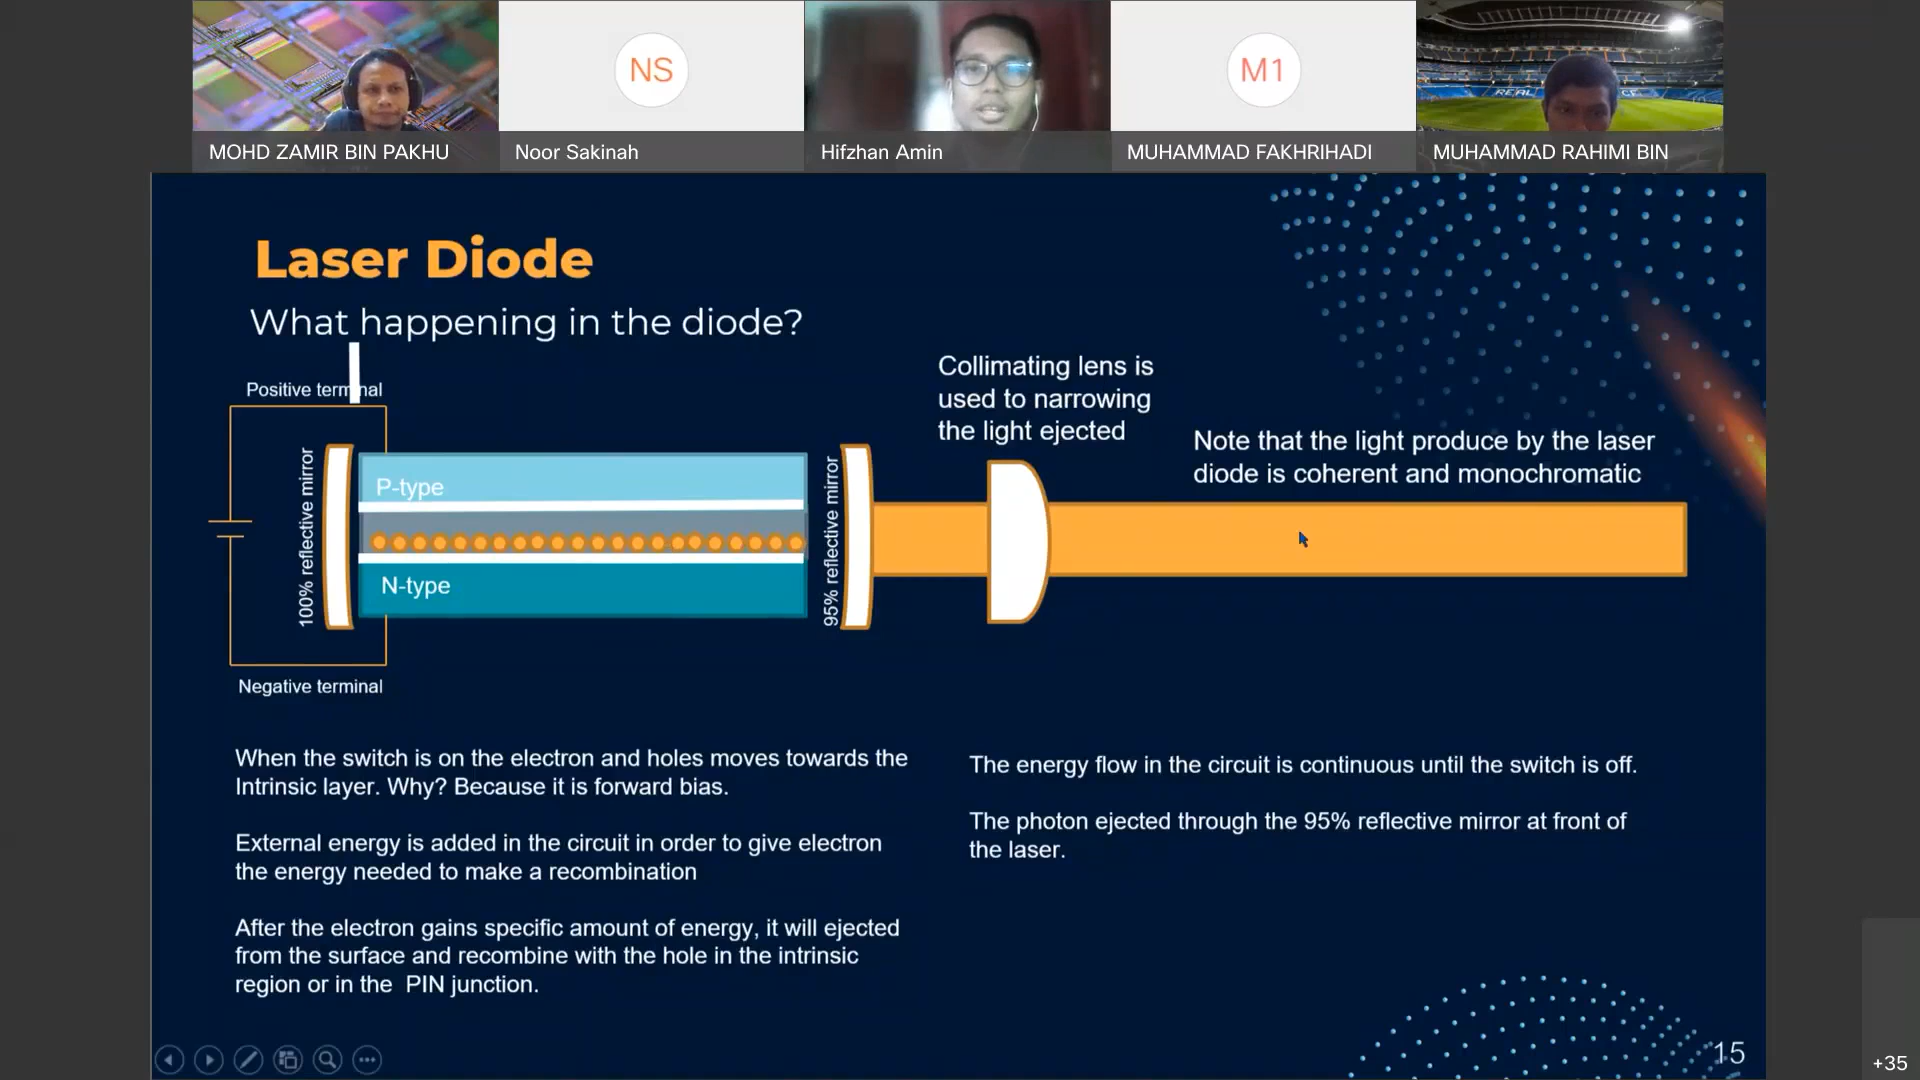 NS
M1
REAL
CF
MOHD ZAMIR BIN PAKHU
Noor Sakinah
Hifzhan Amin
MUHAMMAD FAKHRIHADI
MUHAMMAD RAHIMI BIN
Laser Diode
What happening in the diode?
Positive terminal
100% reflective mirror
P-type
N-type
Negative terminal
95% reflective mirror
Collimating lens is
used to narrowing
the light ejected
Note that the light produce by the laser
diode is coherent and monochromatic
When the switch is on the electron and holes moves towards the
Intrinsic layer. Why? Because it is forward bias.
External energy is added in the circuit in order to give electron
the energy needed to make a recombination
After the electron gains specific amount of energy, it will ejected
from the surface and recombine with the hole in the intrinsic
region or in the  PIN junction.
The energy flow in the circuit is continuous until the switch is off.
The photon ejected through the 95% reflective mirror at front of
the laser.
15
+35